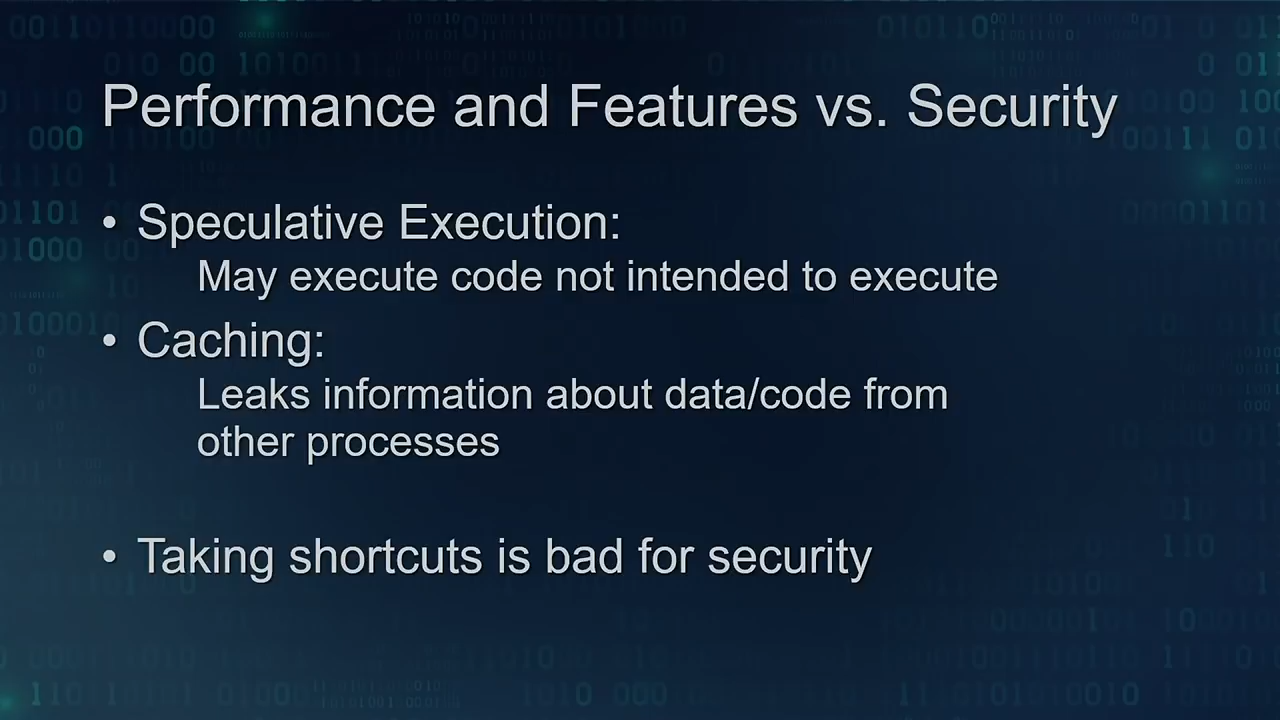 Performance and Features vs. Security
• Speculative Execution:
May execute code not intended to execute
• Caching:
Leaks information about data/code from
other processes
• Taking shortcuts is bad for security